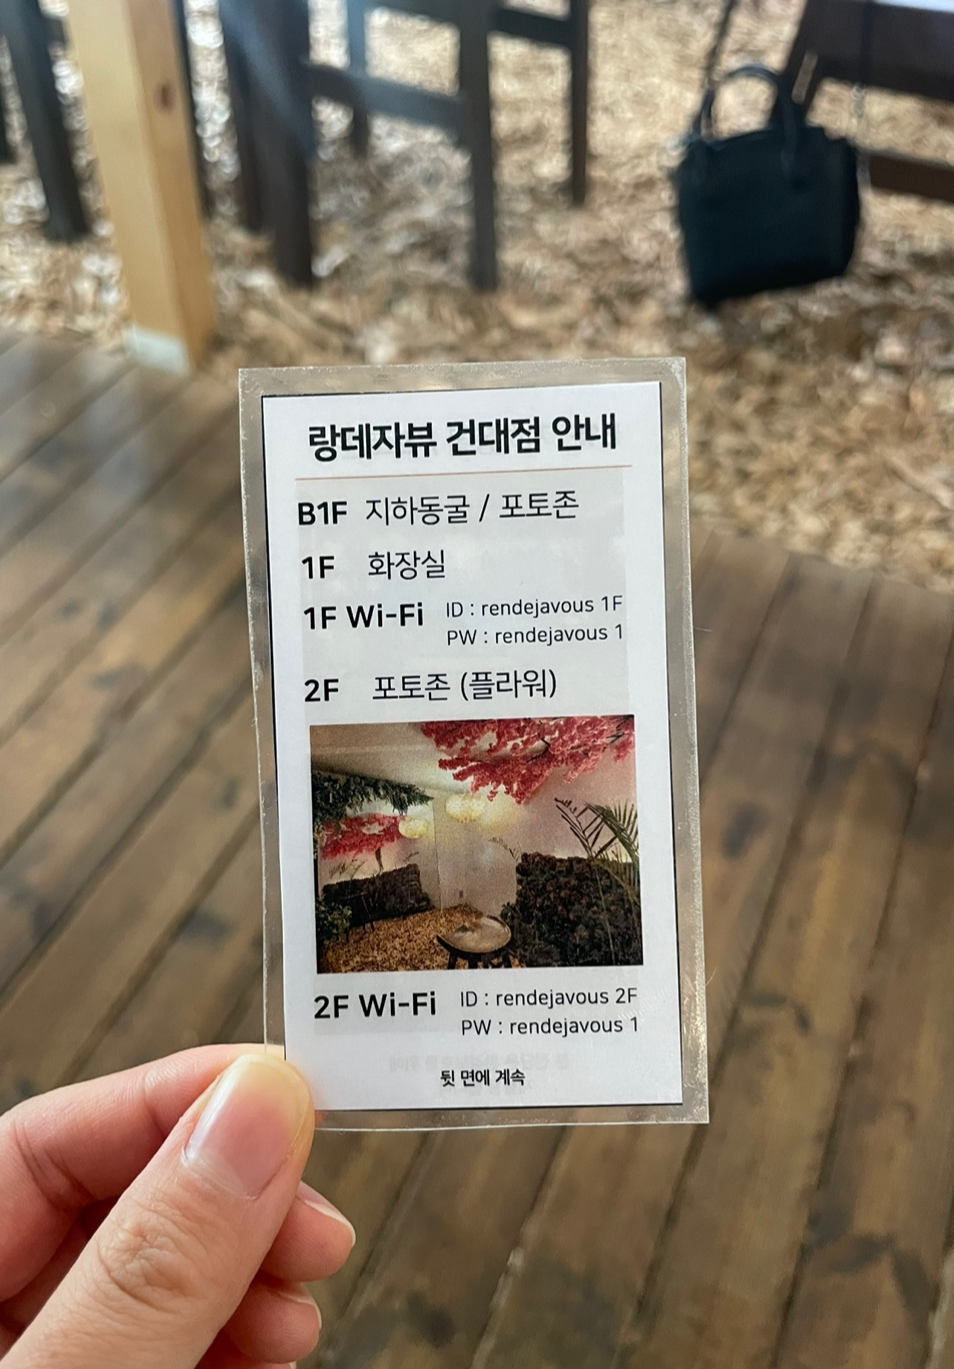 랑데자뷰 건대점 안내
B1F 지하동굴 / 포토존
1F 화장실
1F Wi-Fi ID : rendejavous 1F
PW : rendejavous 1
2F 포토존 (플라워)
2F Wi-Fi ID : rendejavous 2F
PW : rendejavous 1
뒷 면에 계속